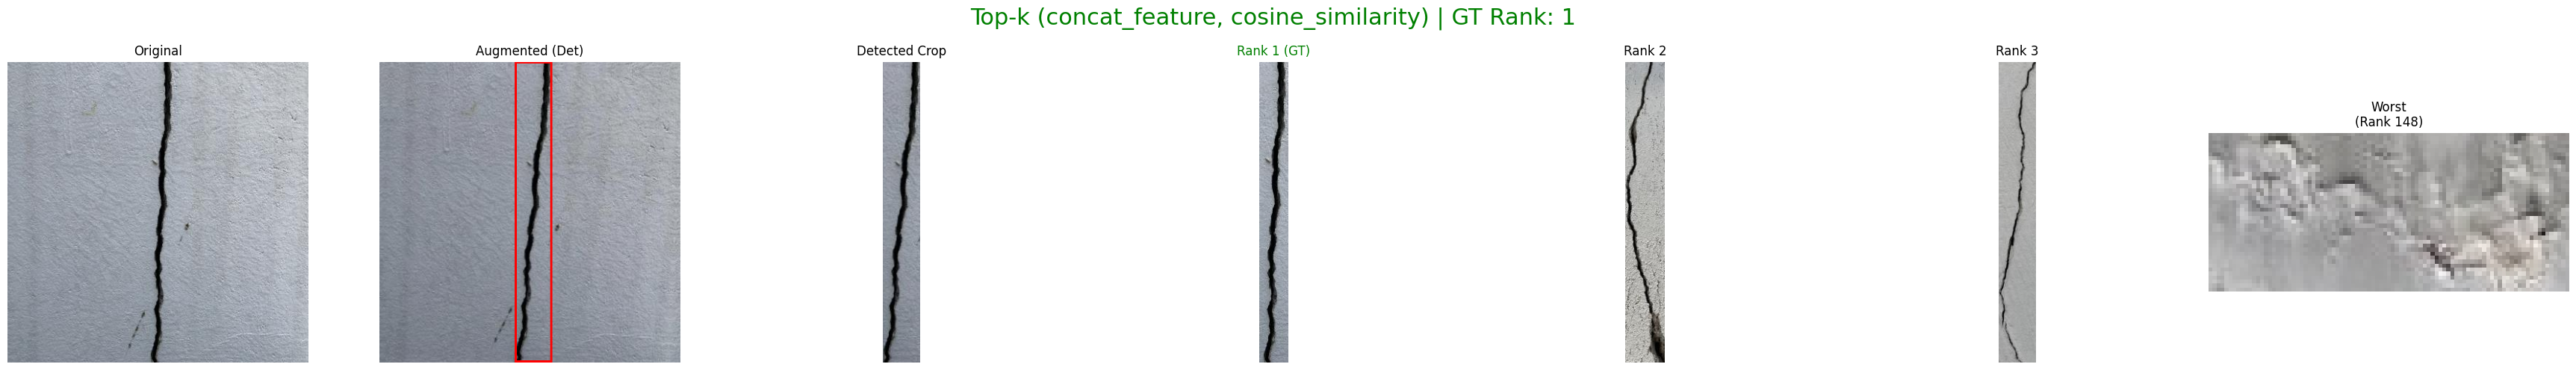 Top-k (concat_feature, cosine_similarity) | GT Rank: 1
Original
Augmented (Det)
Detected Crop
Rank 1 (GT)
Rank 2
Rank 3
Worst
(Rank 148)